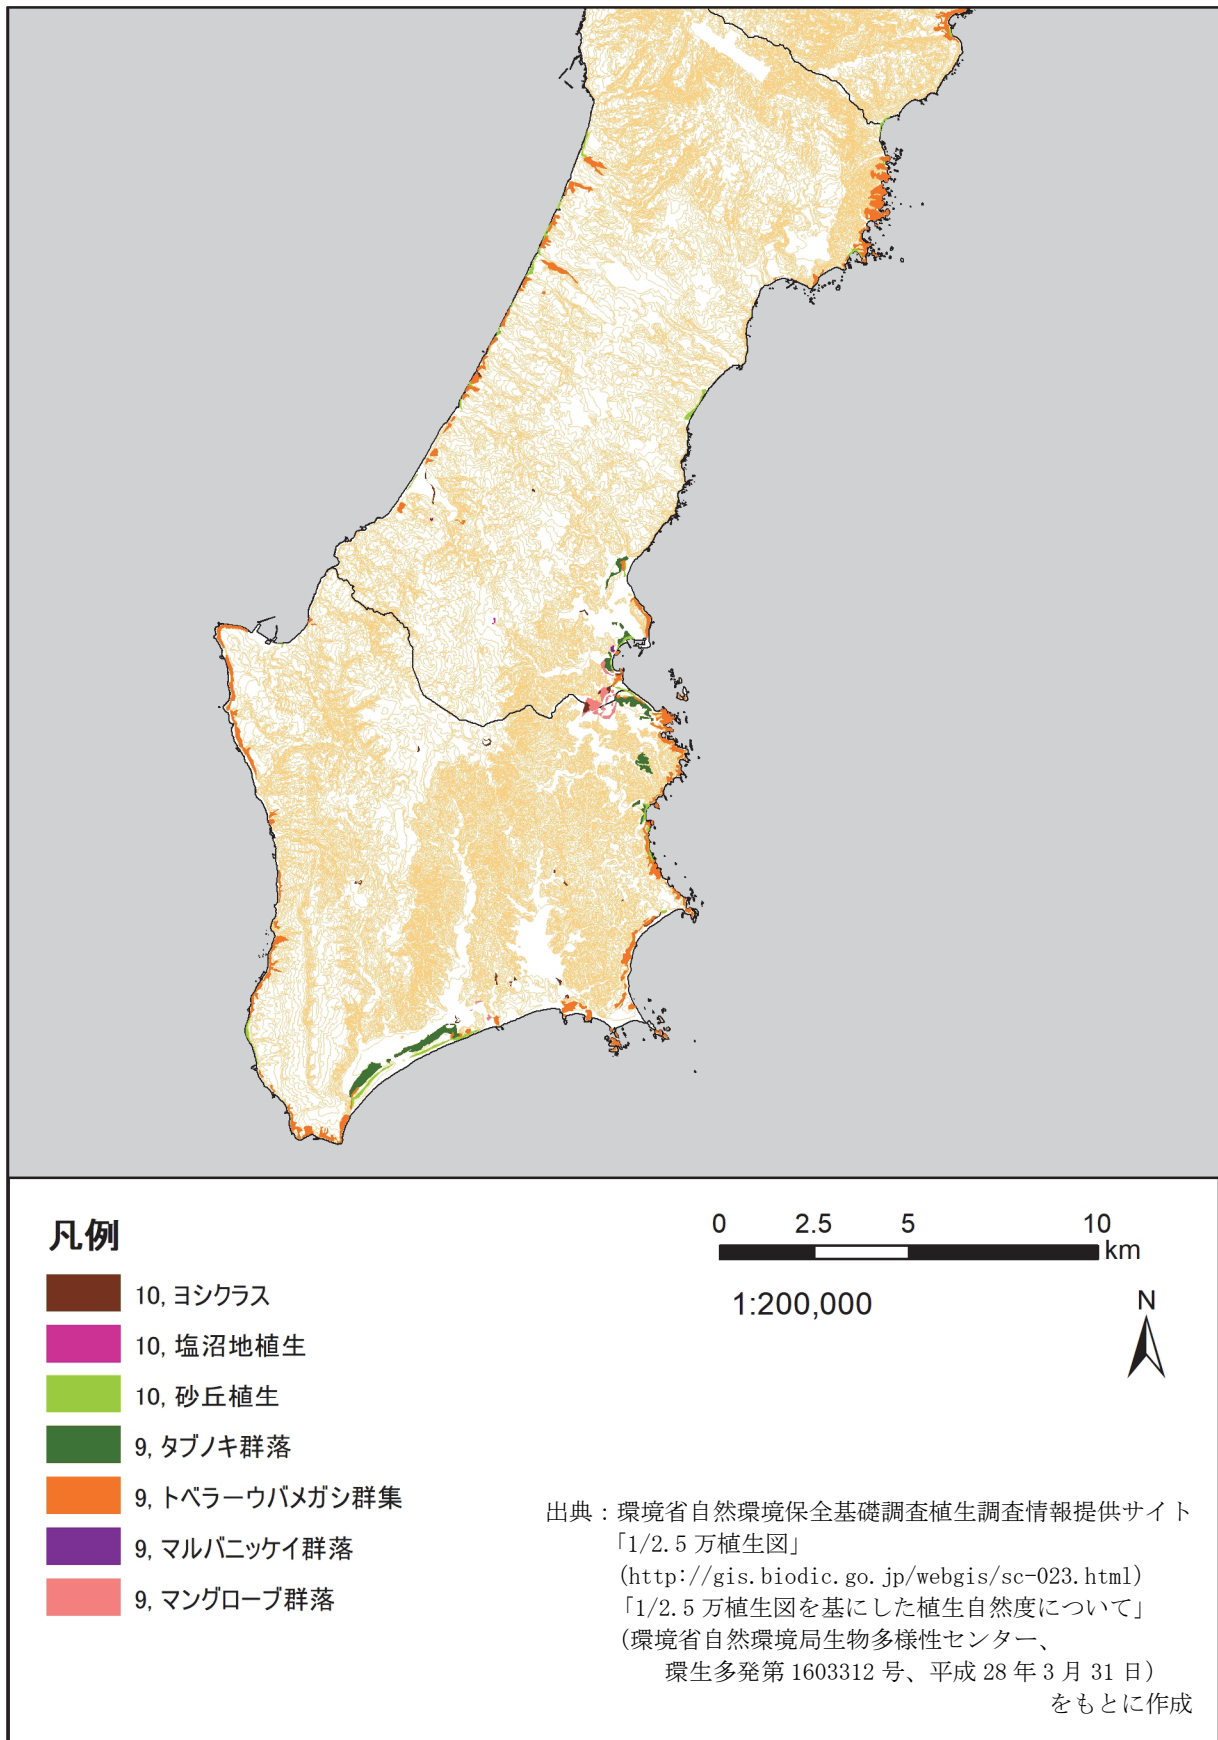 凡例
10, ヨシクラス
10, 塩沼地植生
10, 砂丘植生
9, タブノキ群落
9, トベラーウバメガシ群集
9, マルバニッケイ群落
9, マングローブ群落
0 2.5 5 10
km
1:200,000
N
出典：環境省自然環境保全基礎調査植生調査情報提供サイト
「1/2.5 万植生図」
(http://gis.biodic.go.jp/webgis/sc-023.html)
「1/2.5 万植生図を基にした植生自然度について」
（環境省自然環境局生物多様性センター、
環生多発第 1603312 号、平成 28 年 3 月 31 日）
をもとに作成